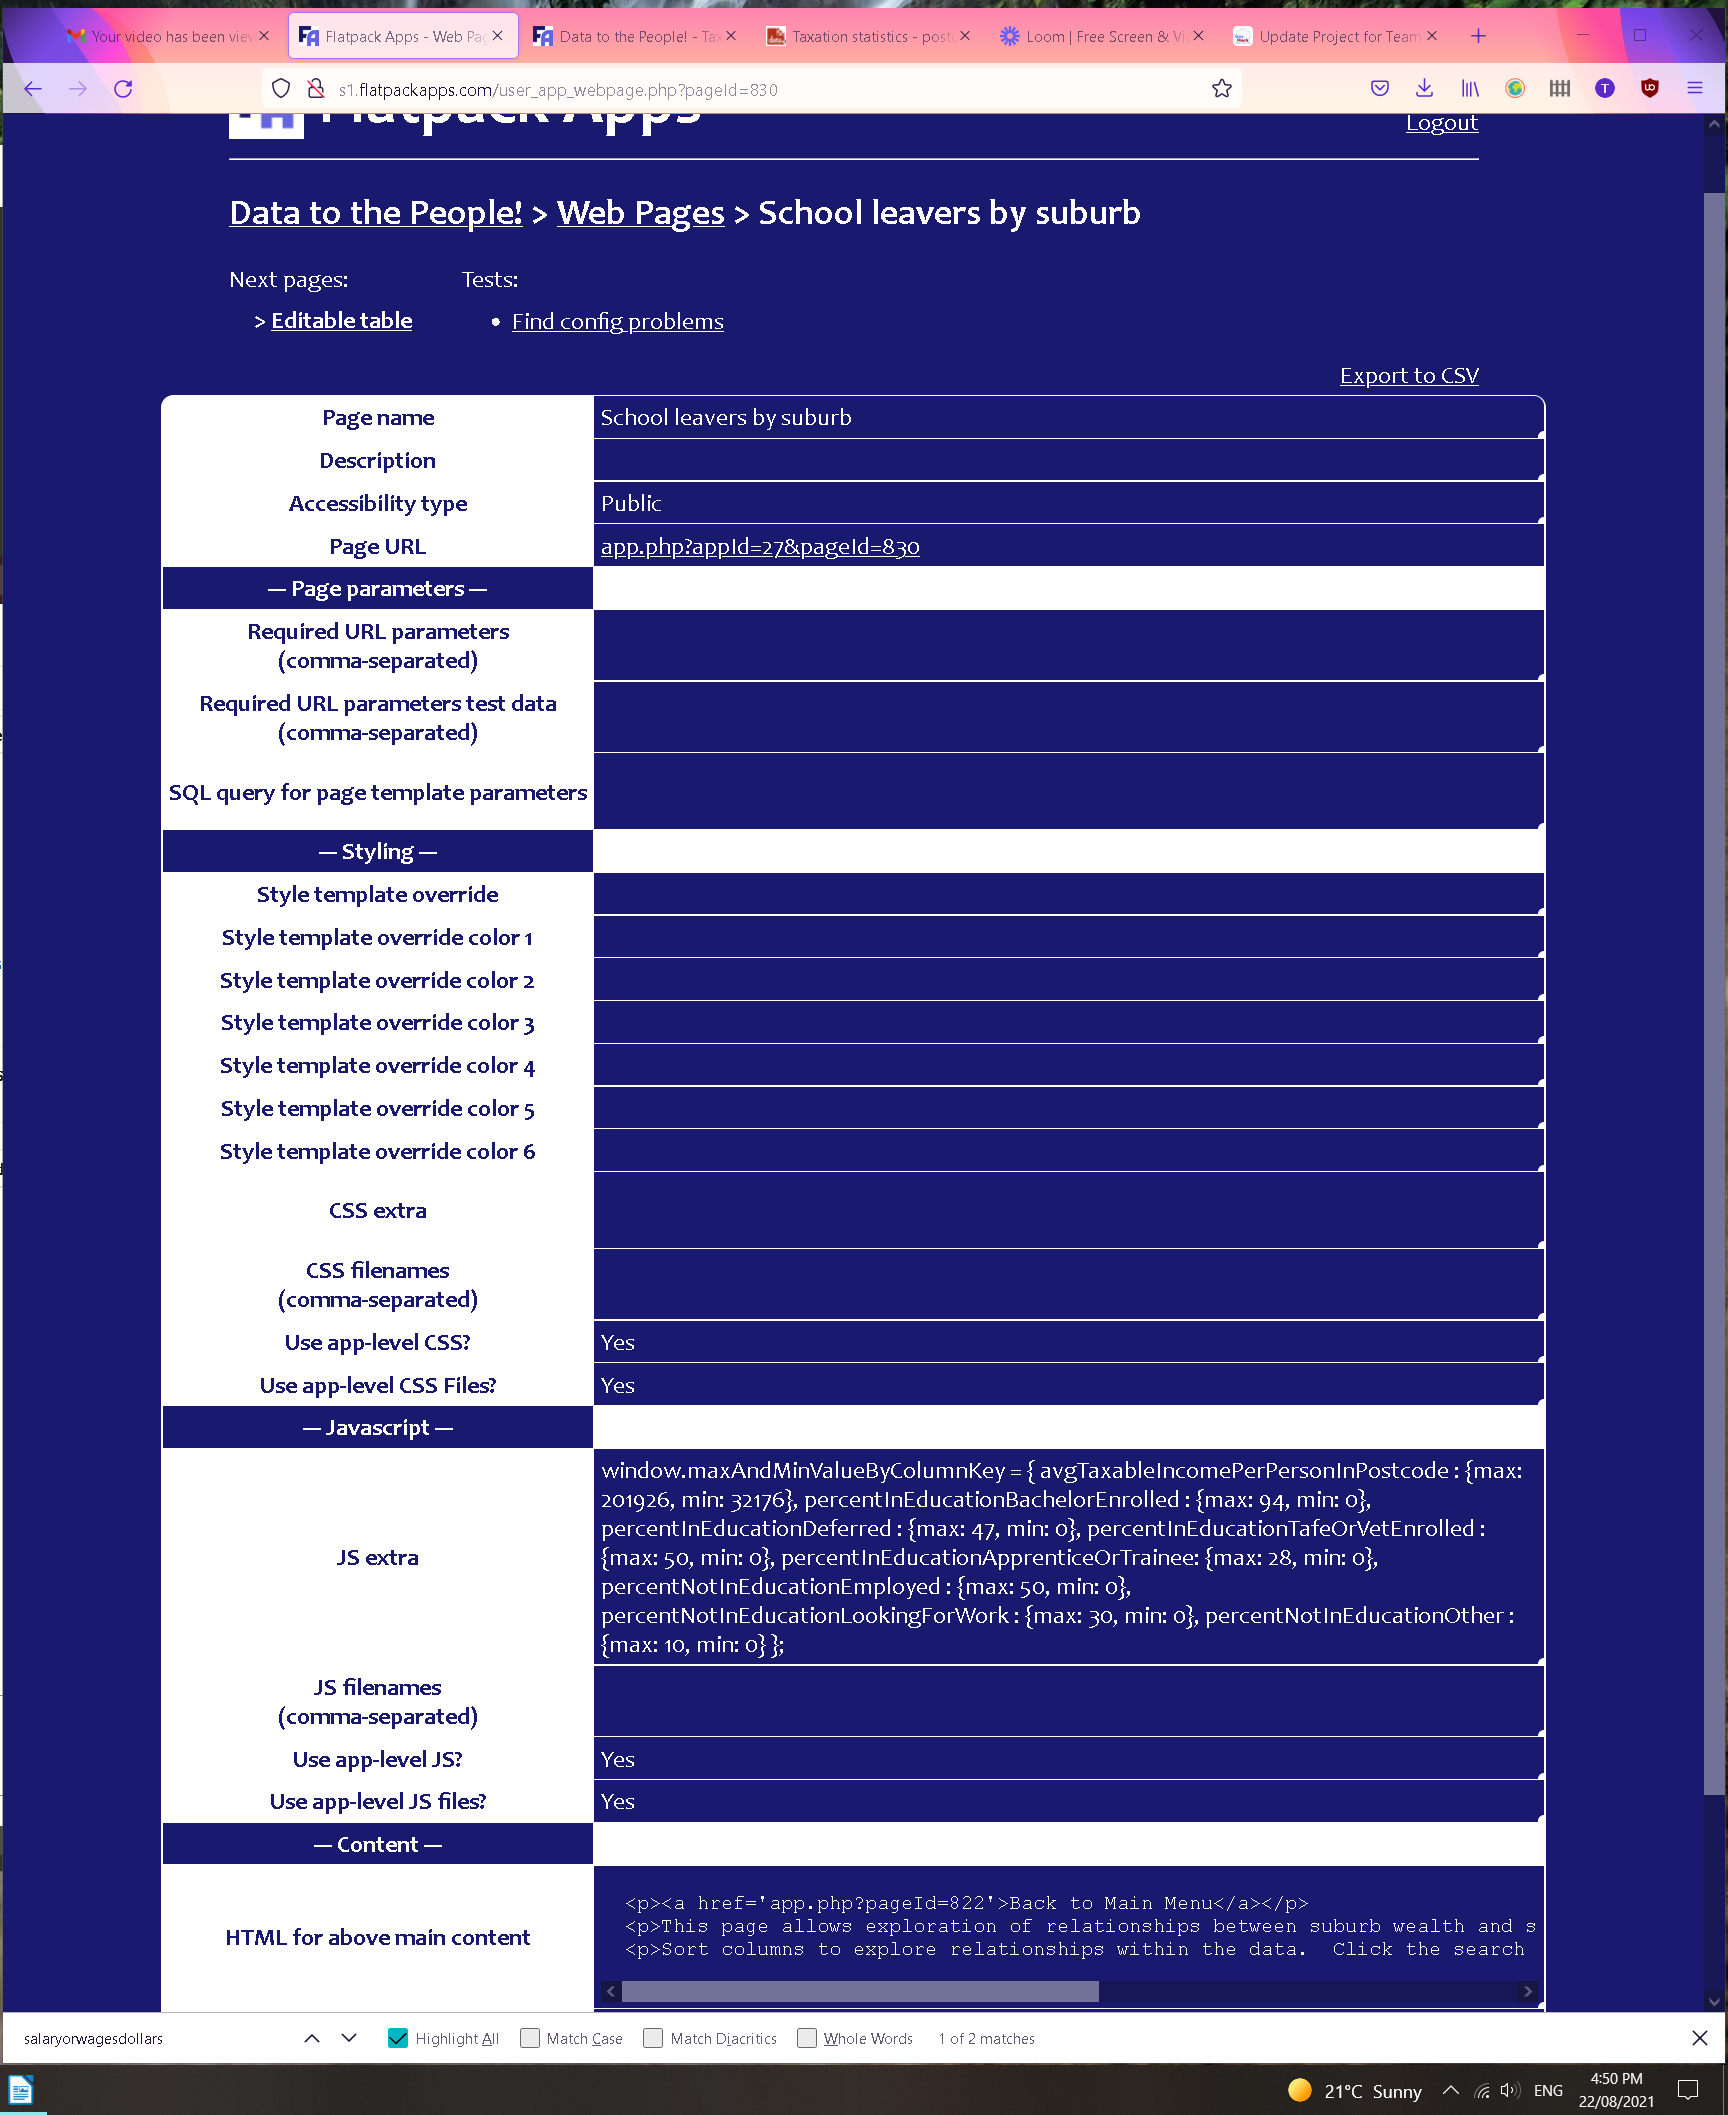 Your video has been view
Flatpack Apps - Web Pag
Data to the People! - Tax
Taxation statistics - postc
Loom | Free Screen & Vi
Update Project for Team
s1.flatpackapps.com/user_app_webpage.php?pageId=830
Flatpack Apps
Logout
Data to the People! > Web Pages > School leavers by suburb
Next pages:
> Editable table
Tests:
• Find config problems
Export to CSV
Page name School leavers by suburb
Description
Accessibility type Public
Page URL app.php?appId=27&pageId=830
— Page parameters —
Required URL parameters
(comma-separated)
Required URL parameters test data
(comma-separated)
SQL query for page template parameters
— Styling —
Style template override
Style template override color 1
Style template override color 2
Style template override color 3
Style template override color 4
Style template override color 5
Style template override color 6
CSS extra
CSS filenames
(comma-separated)
Use app-level CSS? Yes
Use app-level CSS Files? Yes
— Javascript —
JS extra
window.maxAndMinValueByColumnKey = { avgTaxableIncomePerPersonInPostcode : {max:
201926, min: 32176}, percentInEducationBachelorEnrolled : {max: 94, min: 0},
percentInEducationDeferred : {max: 47, min: 0}, percentInEducationTafeOrVetEnrolled :
{max: 50, min: 0}, percentInEducationApprenticeOrTrainee: {max: 28, min: 0},
percentNotInEducationEmployed : {max: 50, min: 0},
percentNotInEducationLookingForWork : {max: 30, min: 0}, percentNotInEducationOther :
{max: 10, min: 0} };
JS filenames
(comma-separated)
Use app-level JS? Yes
Use app-level JS files? Yes
— Content —
HTML for above main content
<p><a href='app.php?pageId=822'>Back to Main Menu</a></p>
<p>This page allows exploration of relationships between suburb wealth and s
<p>Sort columns to explore relationships within the data.  Click the search
salaryorwagesdollars
Highlight All
Match Case
Match Diacritics
Whole Words
1 of 2 matches
21°C Sunny
ENG
4:50 PM
22/08/2021